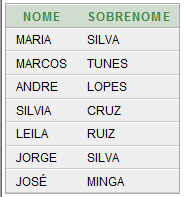 NOME SOBRENOME
MARIA SILVA
MARCOS TUNES
ANDRE LOPES
SILVIA CRUZ
LEILA RUIZ
JORGE SILVA
JOSÉ MINGA